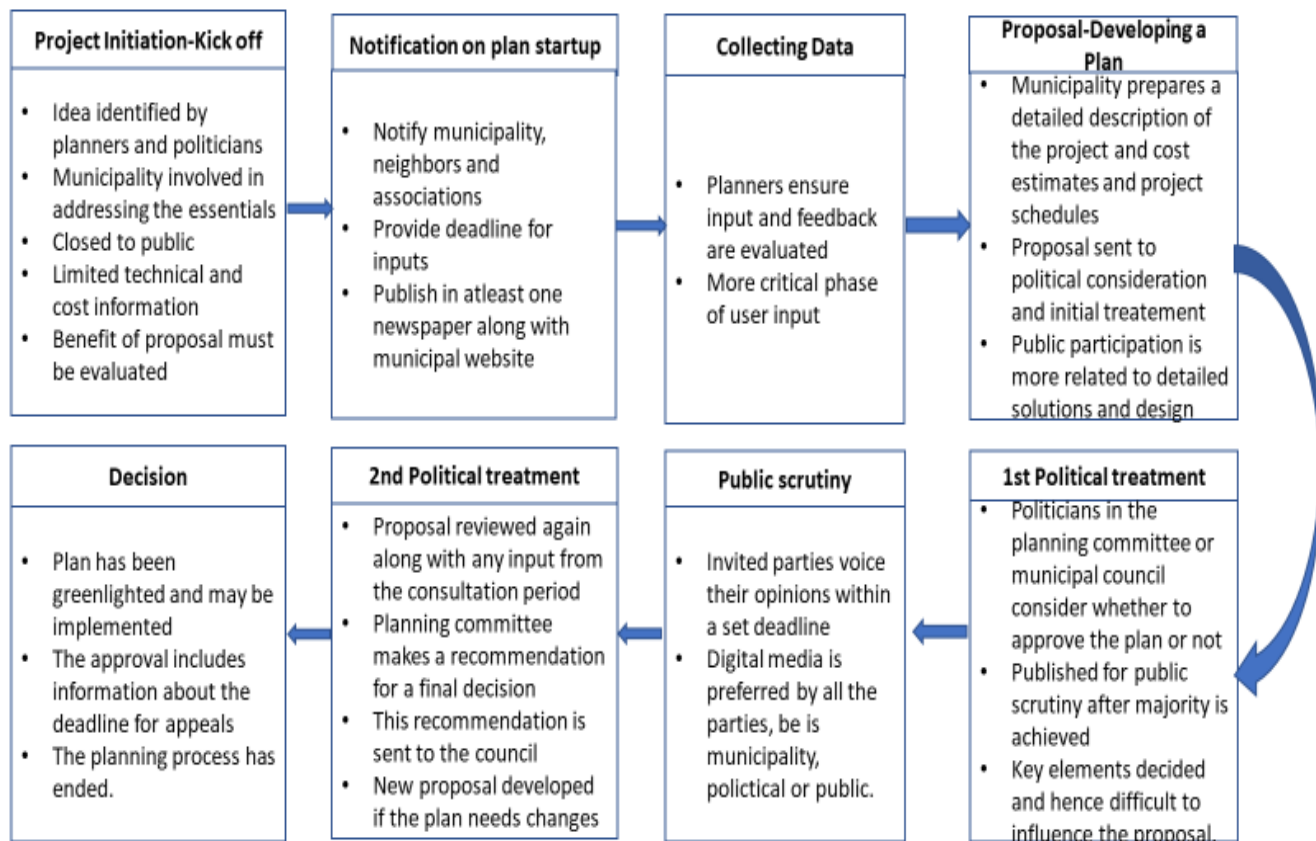 Project Initiation-Kick off
• Idea identified by
planners and politicians
• Municipality involved in
addressing the essentials
• Closed to public
• Limited technical and
cost information
• Benefit of proposal must
be evaluated
Notification on plan startup
• Notify municipality,
neighbors and
associations
• Provide deadline for
inputs
• Publish in atleast one
newspaper along with
municipal website
Collecting Data
• Planners ensure
input and feedback
are evaluated
• More critical phase
of user input
Proposal-Developing a
Plan
• Municipality prepares a
detailed description of
the project and cost
estimates and project
schedules
• Proposal sent to
political consideration
and initial treatement
• Public participation is
more related to detailed
solutions and design
1st Political treatment
• Politicians in the
planning committee or
municipal council
consider whether to
approve the plan or not
• Published for public
scrutiny after majority is
achieved
• Key elements decided
and hence difficult to
influence the proposal.
Public scrutiny
• Invited parties voice
their opinions within
a set deadline
• Digital media is
preferred by all the
parties, be is
municipality,
polictical or public.
2nd Political treatment
• Proposal reviewed again
along with any input from
the consultation period
• Planning committee
makes a recommendation
for a final decision
• This recommendation is
sent to the council
• New proposal developed
if the plan needs changes
Decision
• Plan has been
greenlighted and may be
implemented
• The approval includes
information about the
deadline for appeals
• The planning process has
ended.